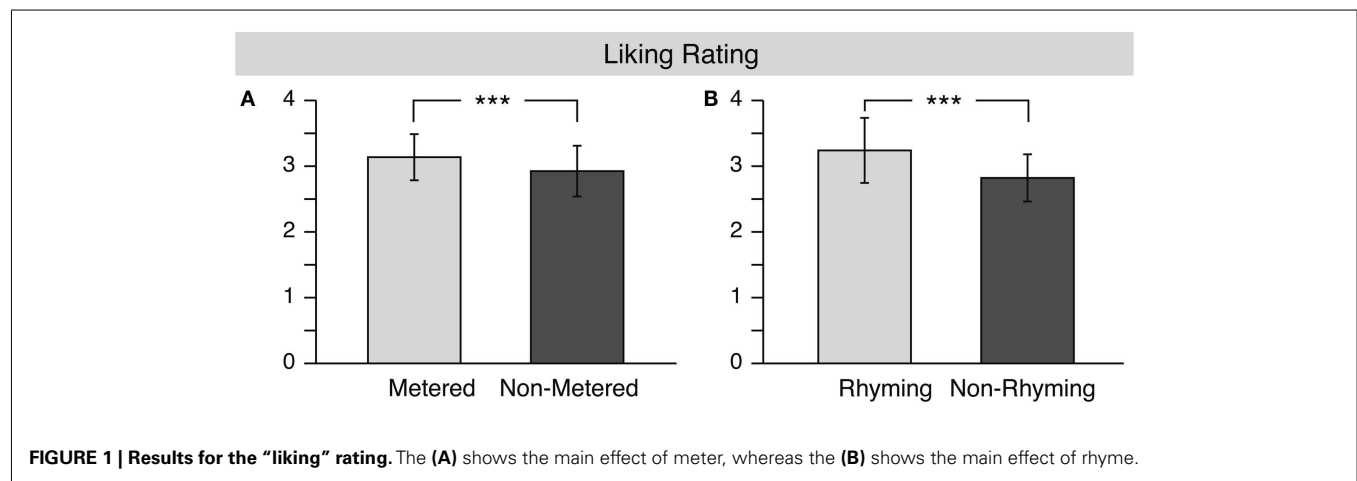 Liking Rating
A
4
3
2
1
0
***
Metered
Non-Metered
B
4
3
2
1
0
***
Rhyming
Non-Rhyming
FIGURE 1 | Results for the “liking” rating. The (A) shows the main effect of meter, whereas the (B) shows the main effect of rhyme.